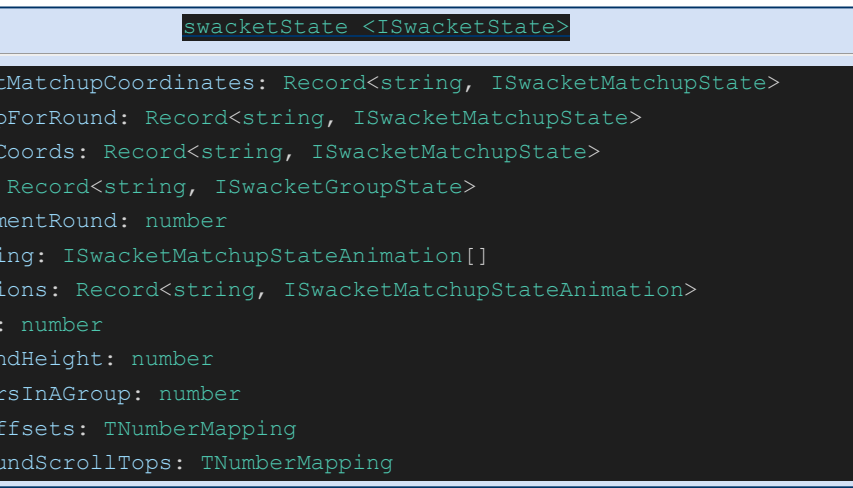 swacketState <ISwacketState>
tMatchupCoordinates: Record<string, ISwacketMatchupState>
oForRound: Record<string, ISwacketMatchupState>
Coords: Record<string, ISwacketMatchupState>
Record<string, ISwacketGroupState>
mentRound: number
ing: ISwacketMatchupStateAnimation[]
ions: Record<string, ISwacketMatchupStateAnimation>
: number
ndHeight: number
rsInAGroup: number
ffsets: TNumberMapping
undScrollTops: TNumberMapping